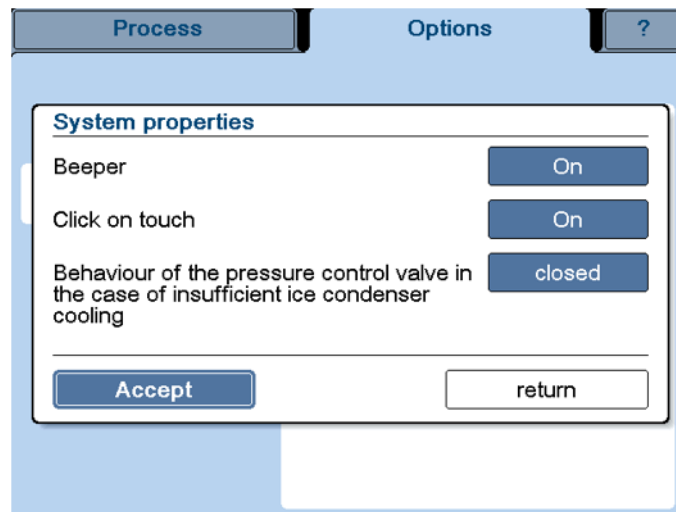 Process
Options
?
System properties
Beeper
On
Click on touch
On
Behaviour of the pressure control valve in
the case of insufficient ice condenser
cooling
closed
Accept
return